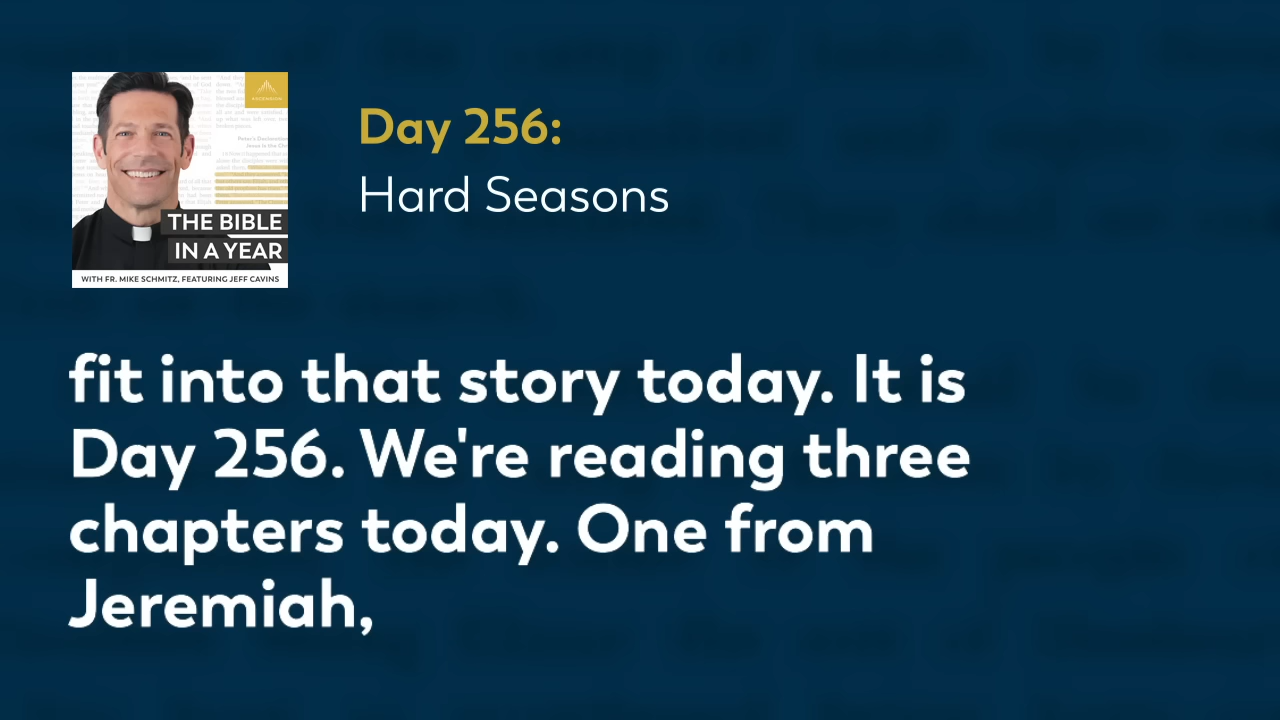 ASCENSION
THE BIBLE
IN A YEAR
WITH FR. MIKE SCHMITZ, FEATURING JEFF CAVINS
Day 256:
Hard Seasons
fit into that story today. It is
Day 256. We're reading three
chapters today. One from
Jeremiah,